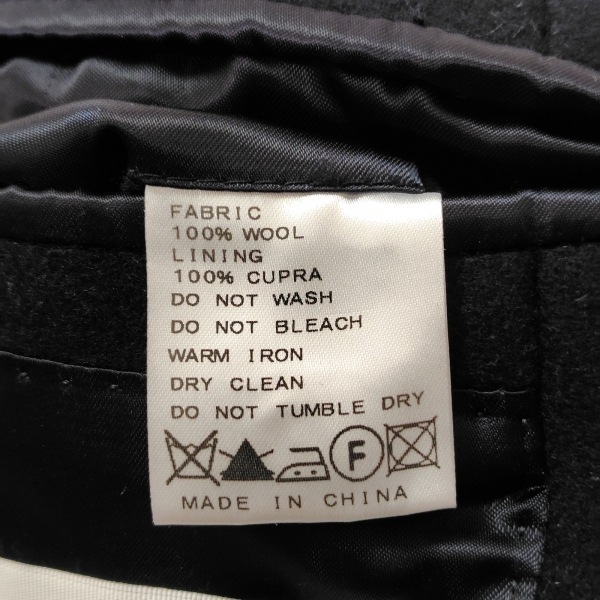 FABRIC
100% WOOL
LINING
100% CUPRA
DO NOT WASH
DO NOT BLEACH
WARM IRON
DRY CLEAN
DO NOT TUMBLE DRY
F
MADE IN CHINA